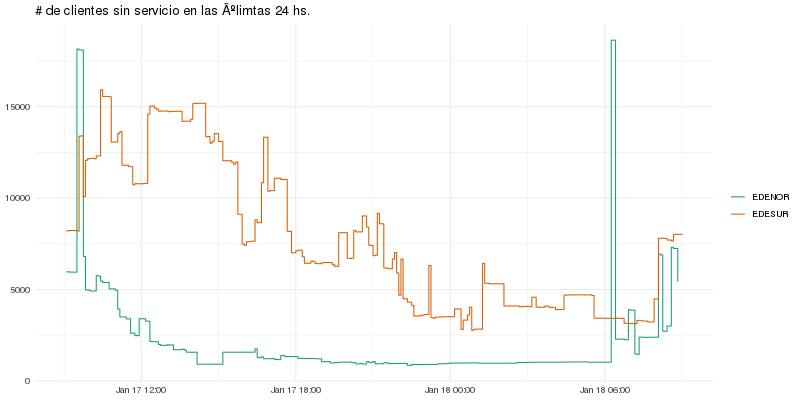 # de clientes sin servicio en las Ãºlimtas 24 hs.
15000
10000
5000
0
Jan 17 12:00
Jan 17 18:00
Jan 18 00:00
Jan 18 06:00
EDENOR
EDESUR